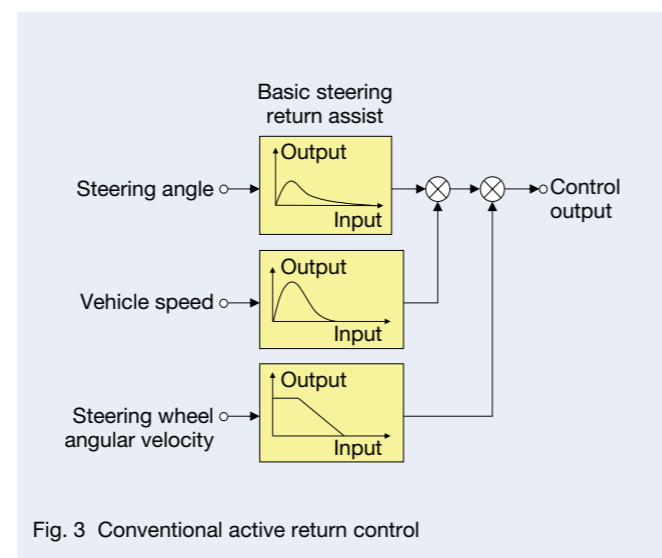 Basic steering
return assist
Output
Steering angle
Input
Control
output
Output
Vehicle speed
Input
Output
Steering wheel
angular velocity
Input
Fig. 3 Conventional active return control